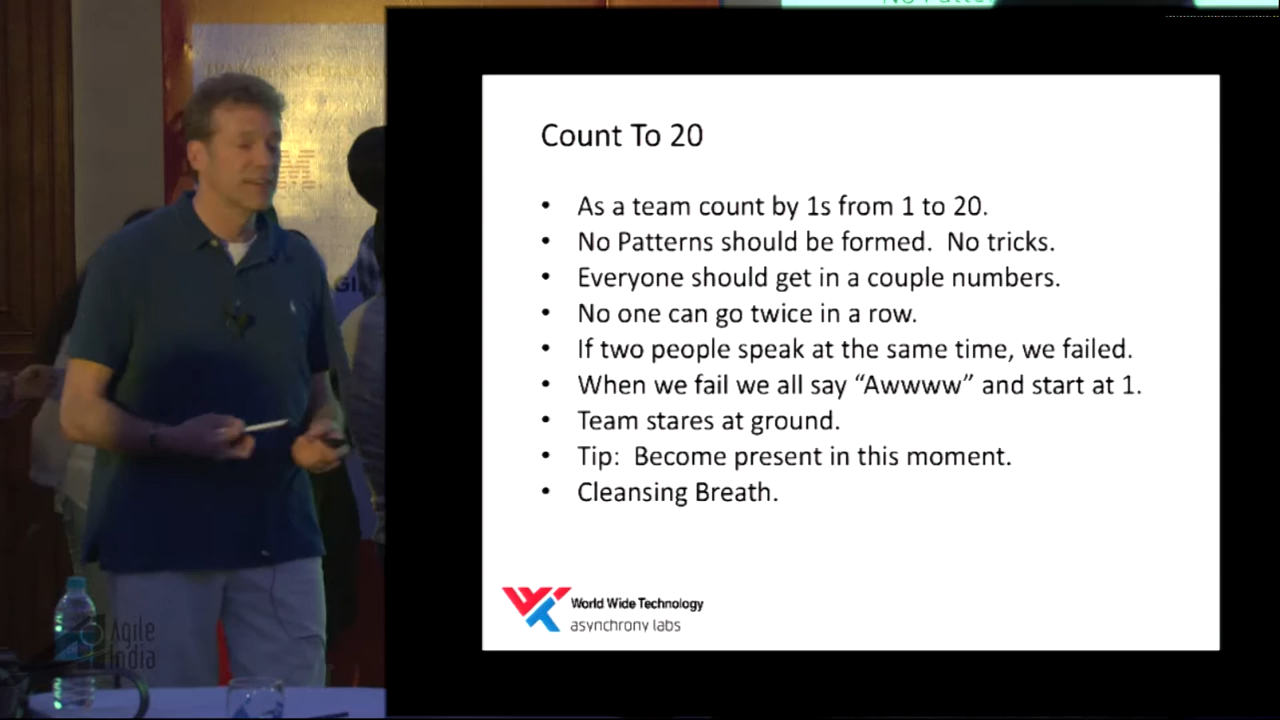 Count To 20
• As a team count by 1s from 1 to 20.
• No Patterns should be formed.  No tricks.
• Everyone should get in a couple numbers.
• No one can go twice in a row.
• If two people speak at the same time, we failed.
• When we fail we all say “Awwww” and start at 1.
• Team stares at ground.
• Tip:  Become present in this moment.
• Cleansing Breath.
World Wide Technology
asynchrony labs
Agile
India